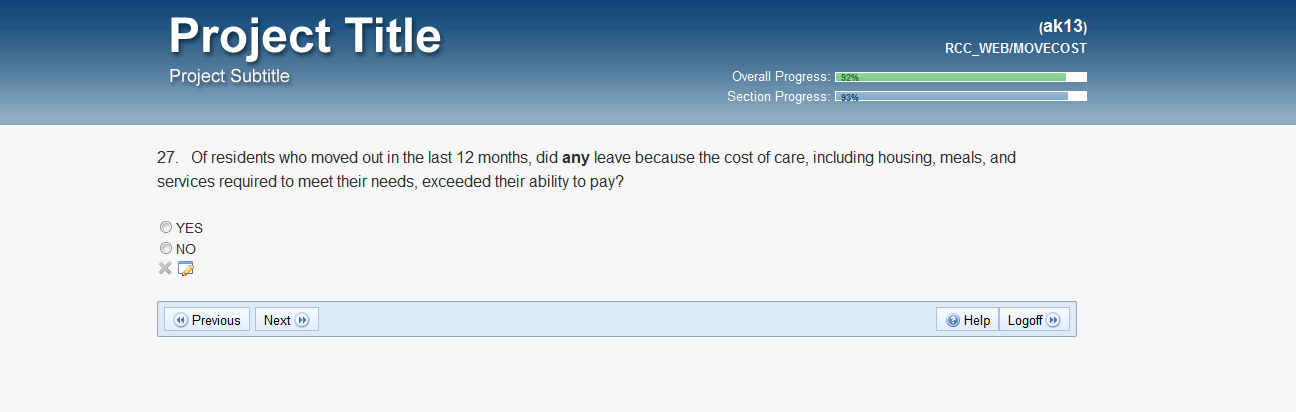 Project Title
Project Subtitle
(ak13)
RCC_WEB/MOVECOST
Overall Progress: 92%
Section Progress: 93%
27. Of residents who moved out in the last 12 months, did any leave because the cost of care, including housing, meals, and
services required to meet their needs, exceeded their ability to pay?
YES
NO
Previous Next Help Logoff